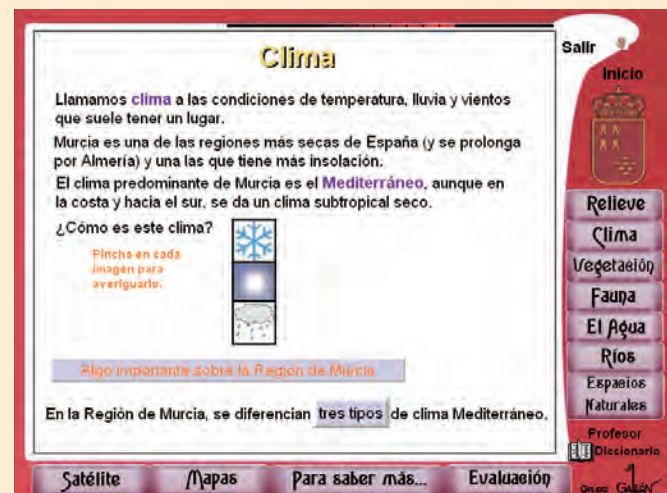 Clima
Llamamos clima a las condiciones de temperatura, lluvia y vientos
que suele tener un lugar.
Murcia es una de las regiones más secas de España (y se prolonga
por Almería) y una las que tiene más insolación.
El clima predominante de Murcia es el Mediterráneo, aunque en
la costa y hacia el sur, se da un clima subtropical seco.
¿Cómo es este clima?
Pincha en cada
imagen para
averiguarlo.
Algo importante sobre la Región de Murcia
En la Región de Murcia, se diferencian tres tipos de clima Mediterráneo.
Salir
Inicio
Relieve
Clima
Vegetación
Fauna
El Agua
Ríos
Espacios
Naturales
Profesor
Diccionario
Satélite
Mapas
Para saber más...
Evaluación
Grupo Galón